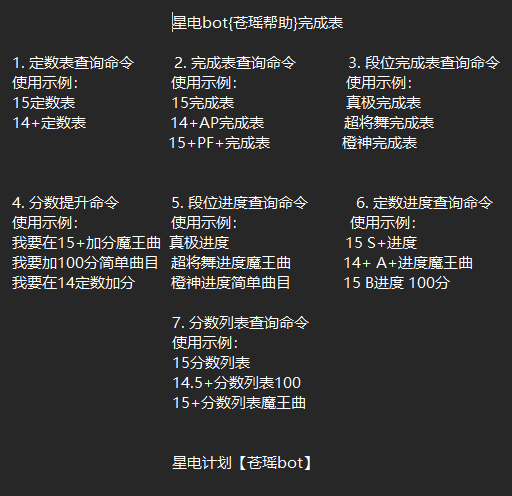 星电bot{苍瑶帮助}完成表
1. 定数表查询命令
使用示例：
15定数表
14+定数表
2. 完成表查询命令
使用示例：
15完成表
14+AP完成表
15+PF+完成表
3. 段位完成表查询命令
使用示例：
真极完成表
超将舞完成表
橙神完成表
4. 分数提升命令
使用示例：
我要在15+加分魔王曲
我要加100分简单曲目
我要在14定数加分
5. 段位进度查询命令
使用示例：
真极进度
超将舞进度魔王曲
橙神进度简单曲目
6. 定数进度查询命令
使用示例：
15 S+进度
14+ A+进度魔王曲
15 B进度 100分
7. 分数列表查询命令
使用示例：
15分数列表
14.5+分数列表100
15+分数列表魔王曲
星电计划【苍瑶bot】